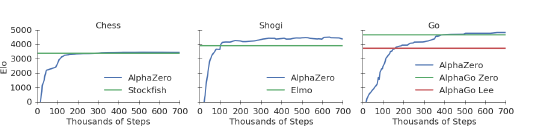 Chess
Shogi
Go
5000
4000
3000
2000
1000
0
Elo
AlphaZero
Stockfish
AlphaZero
Elmo
AlphaZero
AlphaGo Zero
AlphaGo Lee
0 100 200 300 400 500 600 700
0 100 200 300 400 500 600 700
0 100 200 300 400 500 600 700
Thousands of Steps
Thousands of Steps
Thousands of Steps